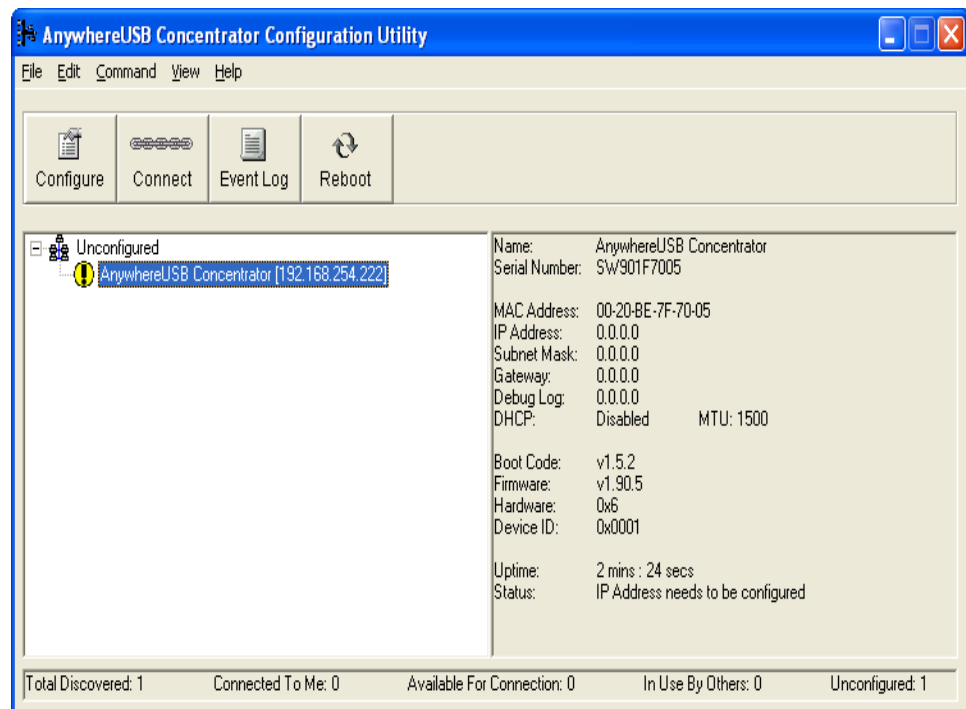 AnywhereUSB Concentrator Configuration Utility
File Edit Command View Help
Configure Connect Event Log Reboot
Unconfigured
AnywhereUSB Concentrator [192.168.254.222]
Name: AnywhereUSB Concentrator
Serial Number: SW901F7005
MAC Address: 00-20-BE-7F-70-05
IP Address: 0.0.0.0
Subnet Mask: 0.0.0.0
Gateway: 0.0.0.0
Debug Log: 0.0.0.0
DHCP: Disabled MTU: 1500
Boot Code: v1.5.2
Firmware: v1.90.5
Hardware: 0x6
Device ID: 0x0001
Uptime: 2 mins : 24 secs
Status: IP Address needs to be configured
Total Discovered: 1 Connected To Me: 0 Available For Connection: 0 In Use By Others: 0 Unconfigured: 1